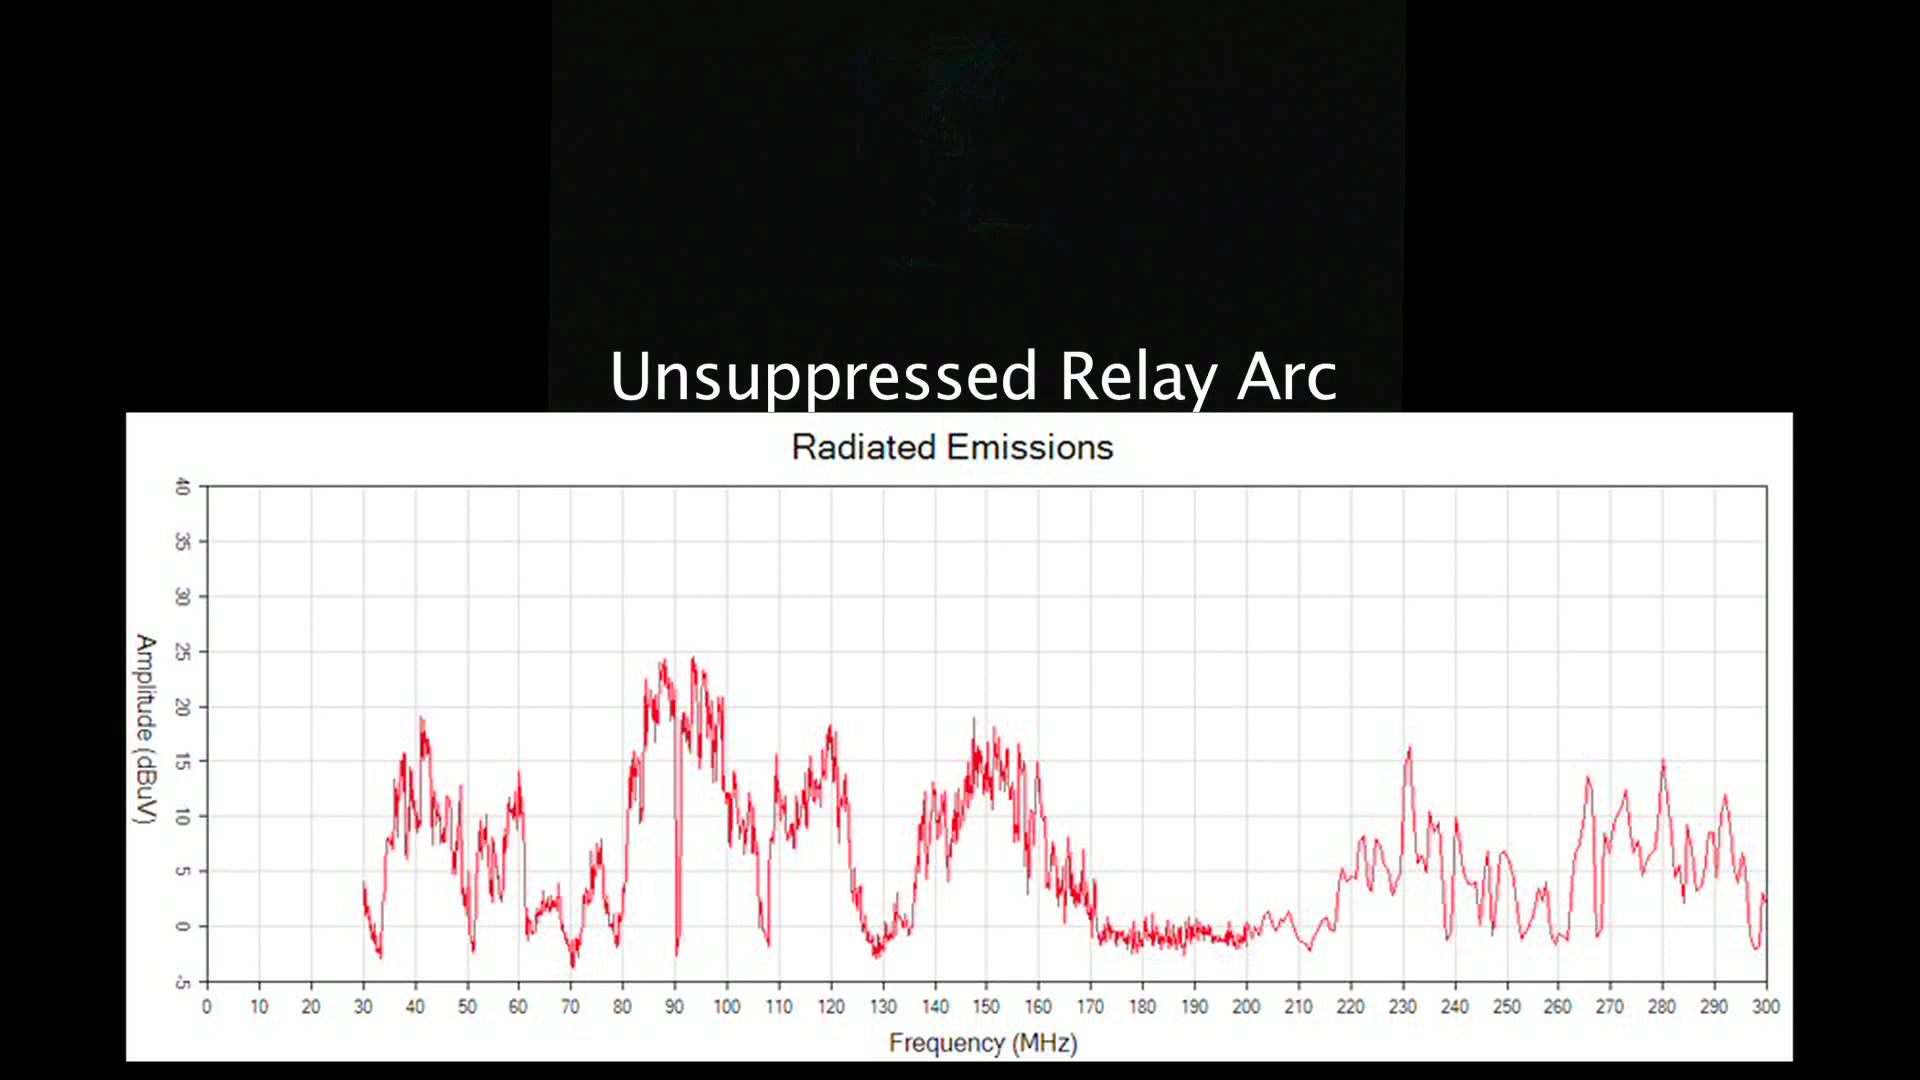 Unsuppressed Relay Arc
Radiated Emissions
40
35
30
25
20
15
10
5
0
-5
Amplitude (dBuV)
0 10 20 30 40 50 60 70 80 90 100 110 120 130 140 150 160 170 180 190 200 210 220 230 240 250 260 270 280 290 300
Frequency (MHz)